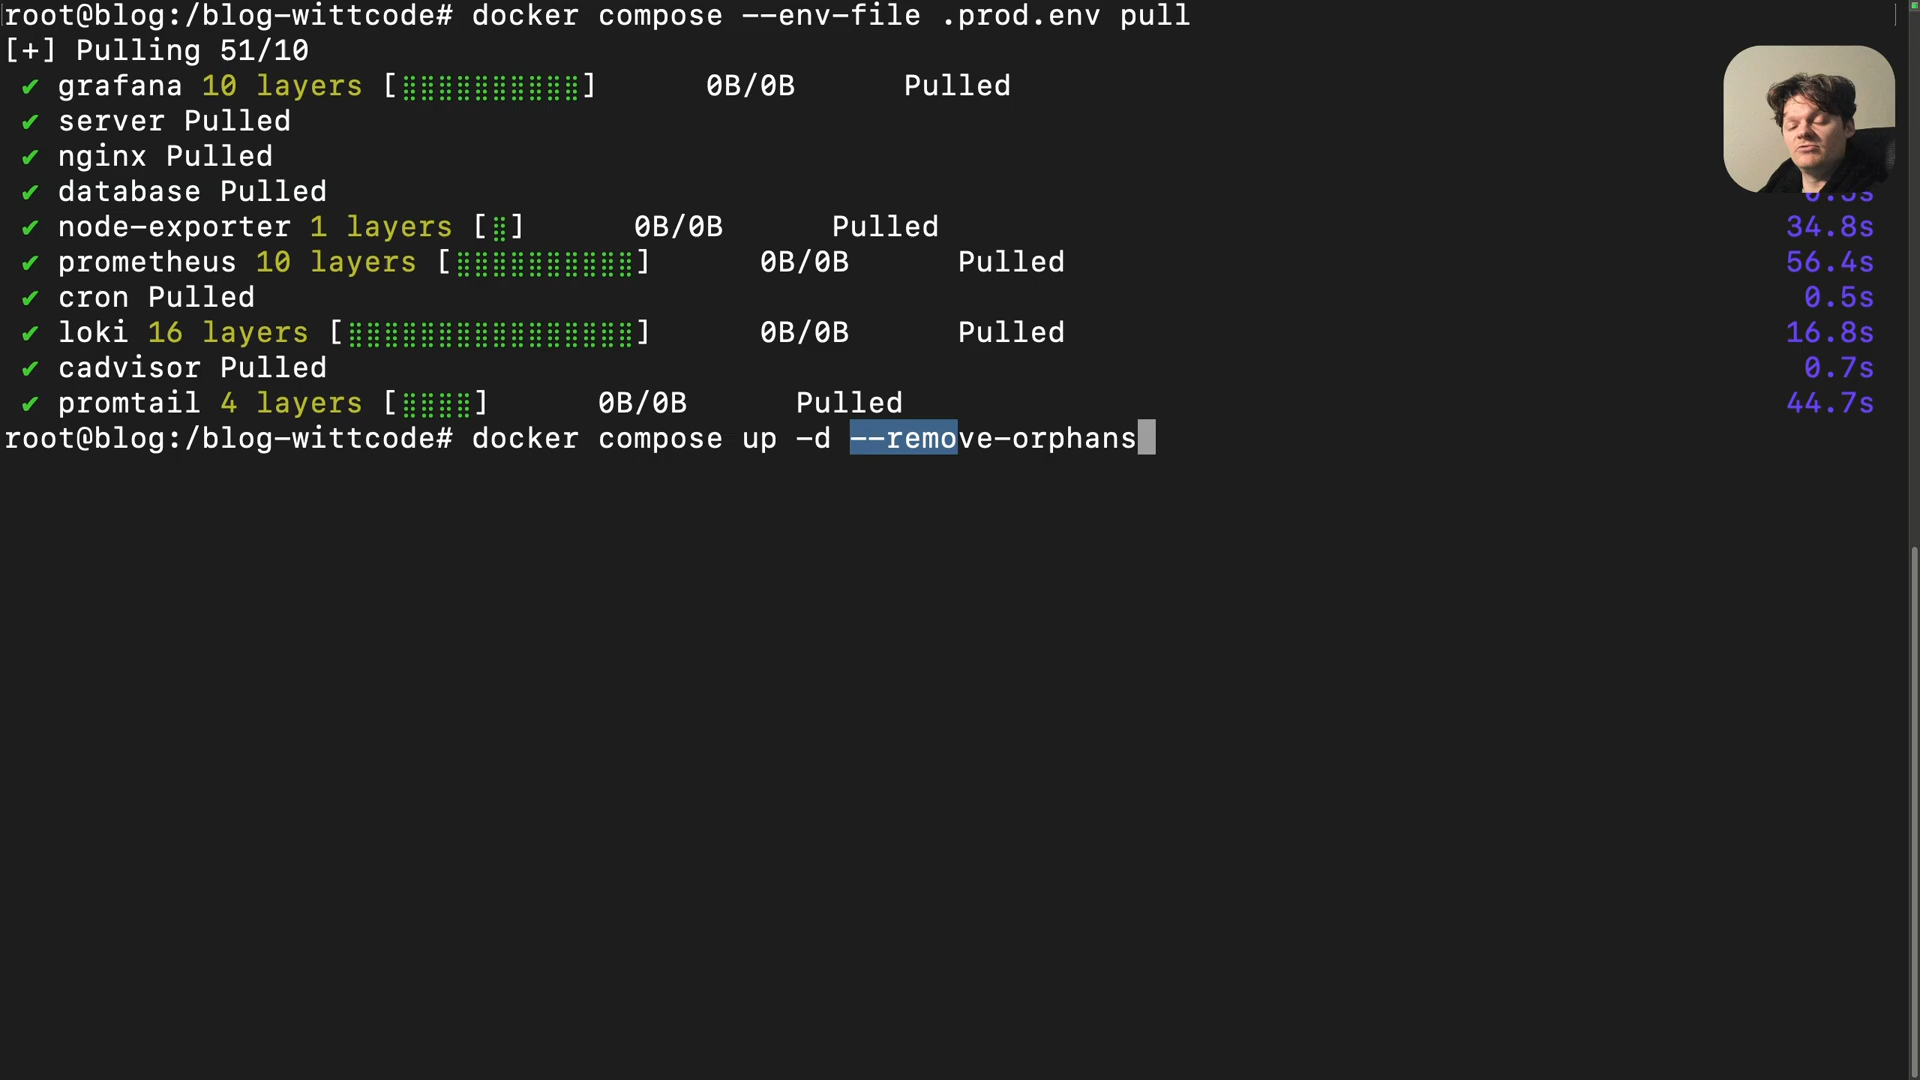 root@blog:/blog-wittcode# docker compose --env-file .prod.env pull
[+] Pulling 51/10
✔ grafana 10 layers [⣿⣿⣿⣿⣿⣿⣿⣿⣿⣿] 0B/0B Pulled
✔ server Pulled
✔ nginx Pulled
✔ database Pulled
✔ node-exporter 1 layers [⣿] 0B/0B Pulled 34.8s
✔ prometheus 10 layers [⣿⣿⣿⣿⣿⣿⣿⣿⣿⣿] 0B/0B Pulled 56.4s
✔ cron Pulled 0.5s
✔ loki 16 layers [⣿⣿⣿⣿⣿⣿⣿⣿⣿⣿⣿⣿⣿⣿⣿⣿] 0B/0B Pulled 16.8s
✔ cadvisor Pulled 0.7s
✔ promtail 4 layers [⣿⣿⣿⣿] 0B/0B Pulled 44.7s
root@blog:/blog-wittcode# docker compose up -d --remove-orphans